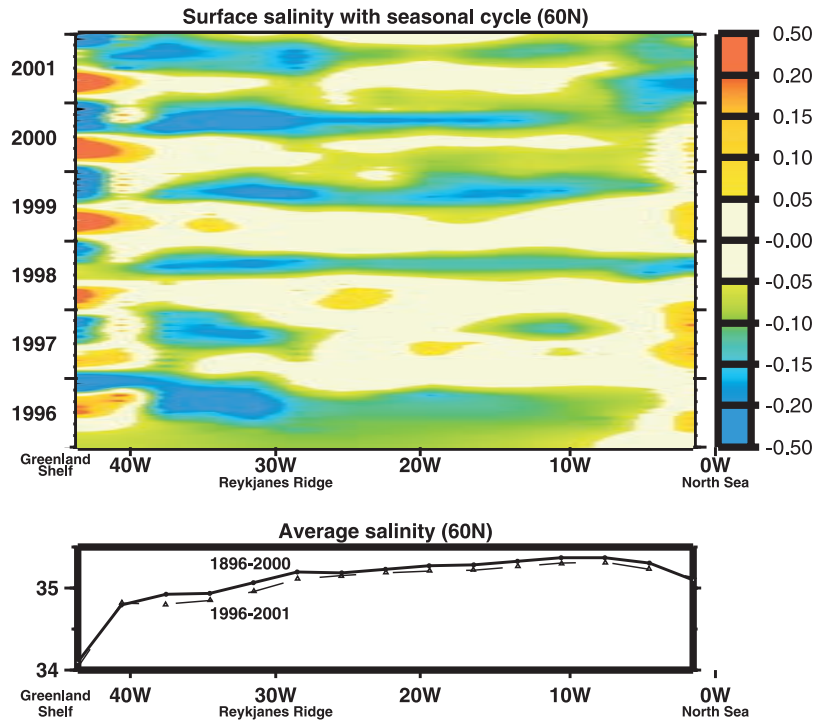 Surface salinity with seasonal cycle (60N)
2001
2000
1999
1998
1997
1996
0.50
0.20
0.15
0.10
0.05
-0.00
-0.05
-0.10
-0.15
-0.20
-0.50
Greenland
Shelf
40W
30W
20W
10W
0W
Reykjanes Ridge
North Sea
Average salinity (60N)
35
34
1896-2000
1996-2001
Greenland
Shelf
40W
30W
20W
10W
0W
Reykjanes Ridge
North Sea